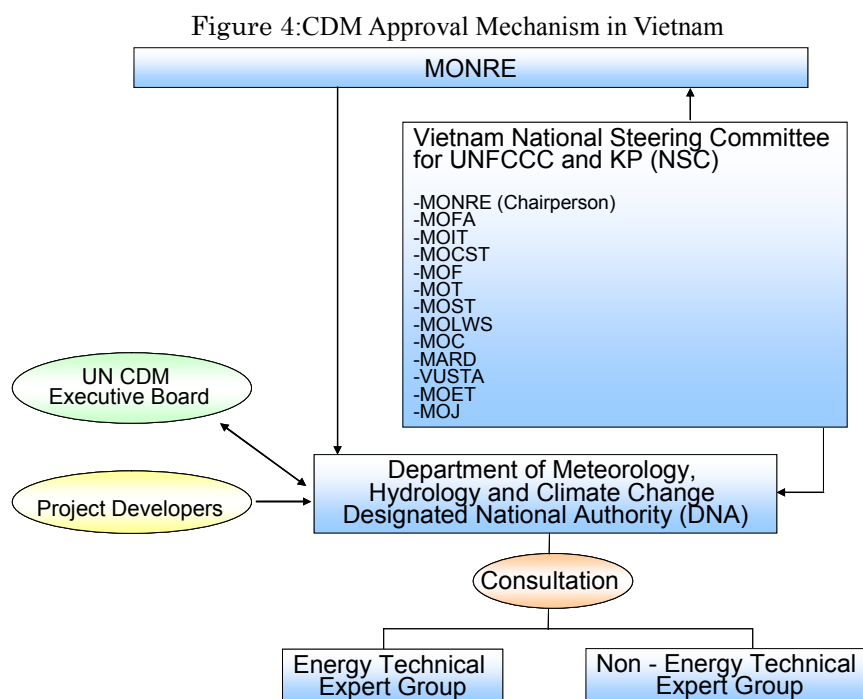 Figure 4:CDM Approval Mechanism in Vietnam
MONRE
Vietnam National Steering Committee
for UNFCCC and KP (NSC)
-MONRE (Chairperson)
-MOFA
-MOIT
-MOCST
-MOF
-MOT
-MOST
-MOLWS
-MOC
-MARD
-VUSTA
-MOET
-MOJ
UN CDM
Executive Board
Project Developers
Department of Meteorology,
Hydrology and Climate Change
Designated National Authority (DNA)
Consultation
Energy Technical
Expert Group
Non - Energy Technical
Expert Group